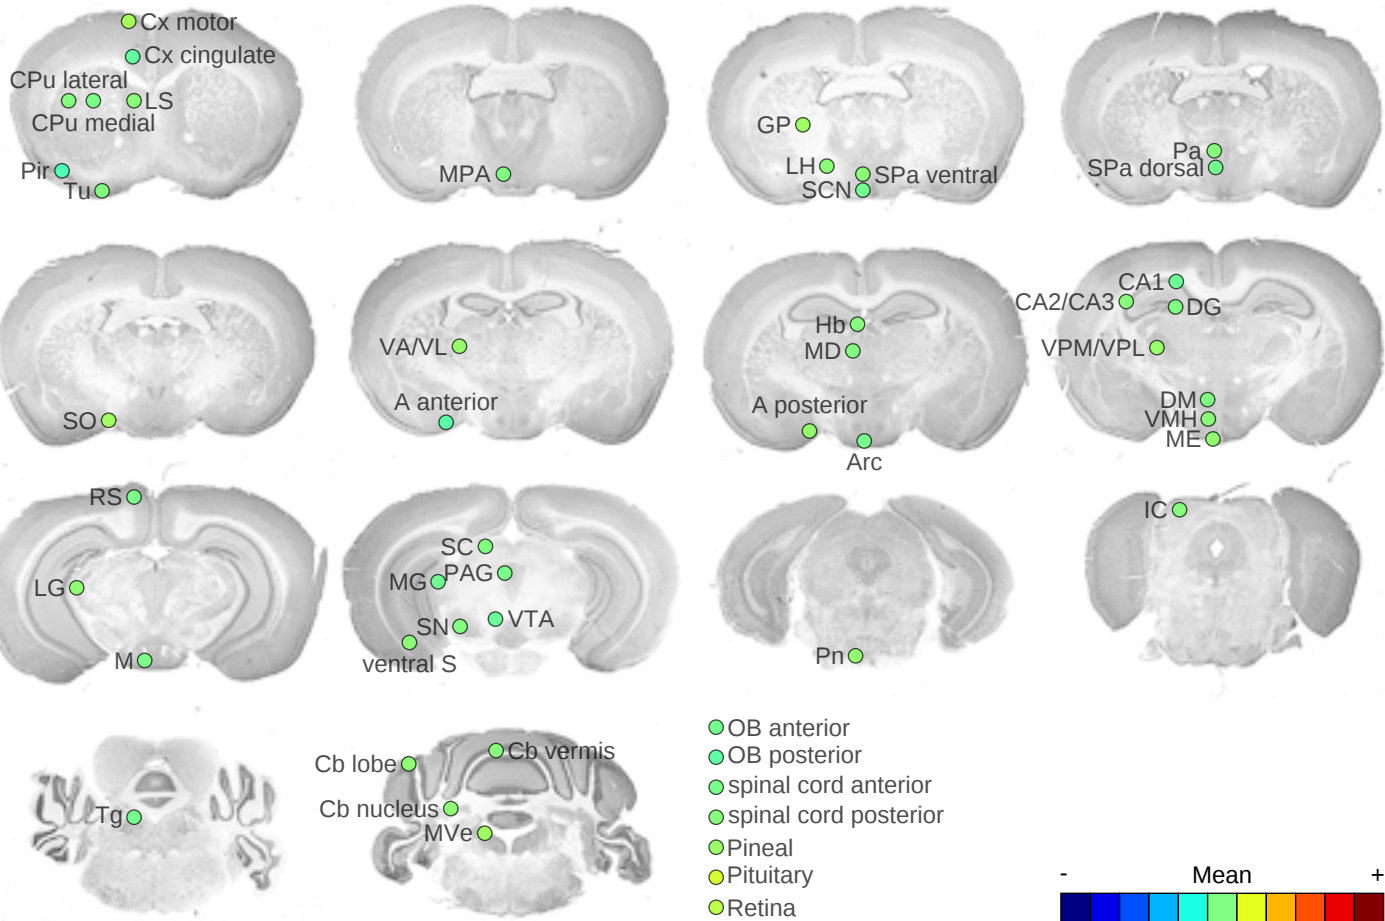 Cx motor
Cx cingulate
CPu lateral
LS
CPu medial
Pir
Tu
MPA
GP
LH
SPa ventral
SCN
Pa
SPa dorsal
SO
VA/VL
A anterior
Hb
MD
A posterior
Arc
CA1
CA2/CA3
DG
VPM/VPL
DM
VMH
ME
RS
LG
M
SC
MG
PAG
SN
VTA
ventral S
Pn
IC
Tg
Cb lobe
Cb vermis
Cb nucleus
MVe
OB anterior
OB posterior
spinal cord anterior
spinal cord posterior
Pineal
Pituitary
Retina
- Mean +